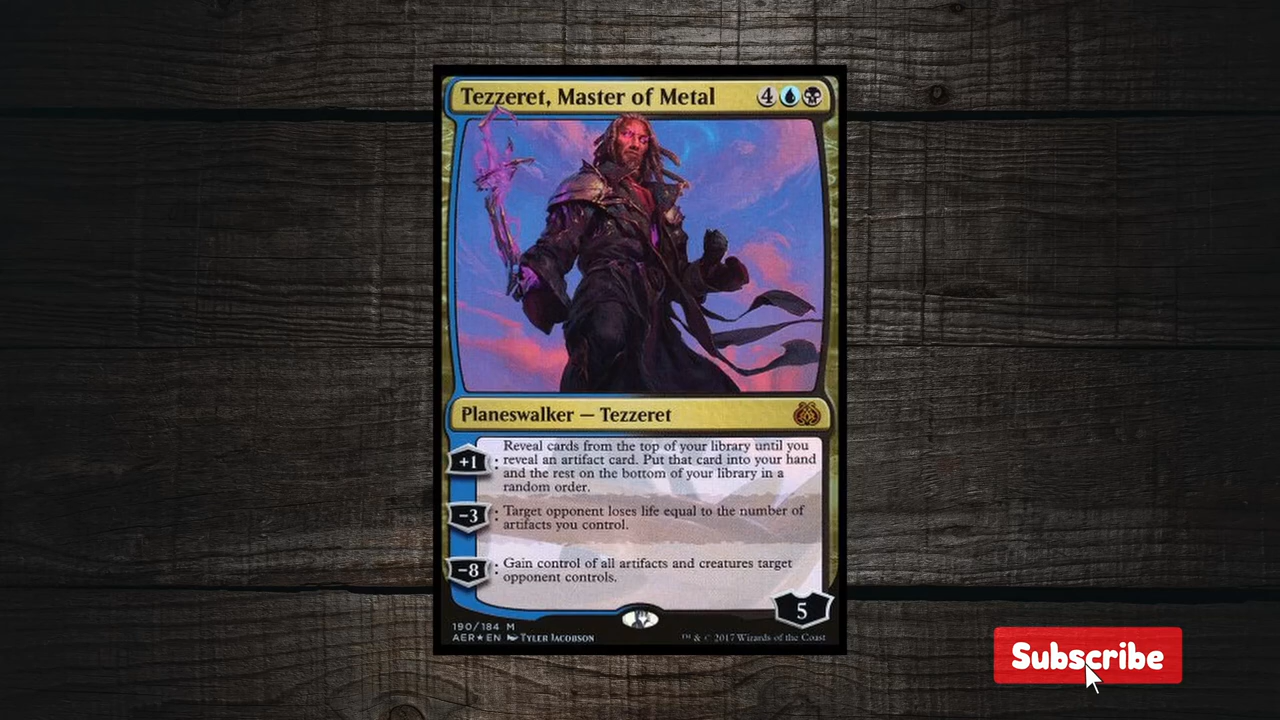 Tezzeret, Master of Metal 4
Planeswalker — Tezzeret
+1 : Reveal cards from the top of your library until you
reveal an artifact card. Put that card into your hand
and the rest on the bottom of your library in a
random order.
−3 : Target opponent loses life equal to the number of
artifacts you control.
−8 : Gain control of all artifacts and creatures target
opponent controls.
5
190/184 M
AER★EN Tyler Jacobson
™ & © 2017 Wizards of the Coast
Subscribe